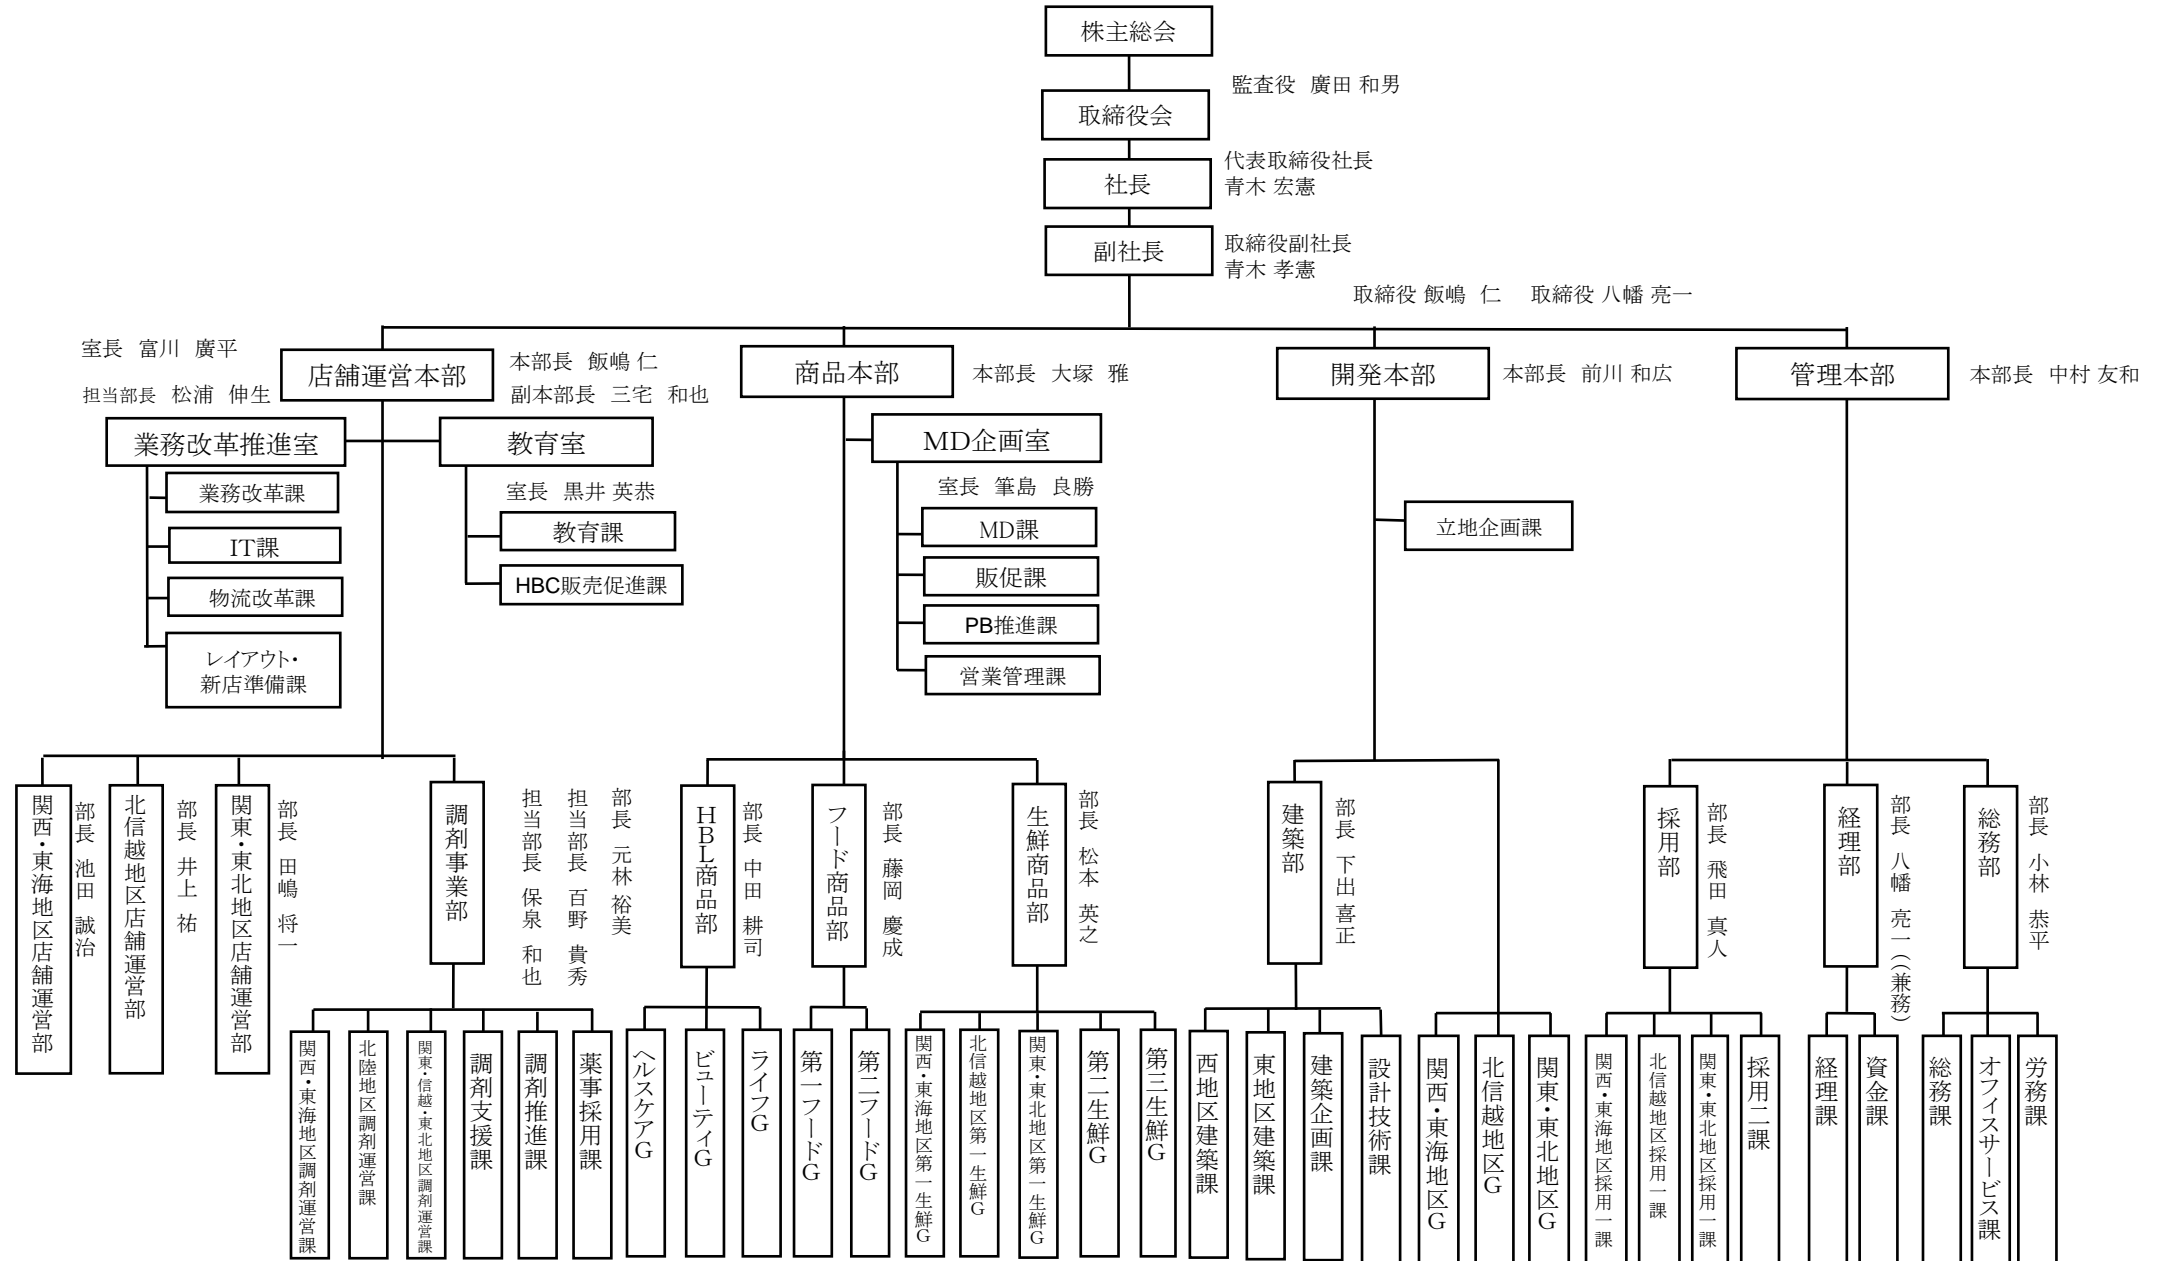 株主総会
監査役 廣田 和男
取締役会
社長
代表取締役社長
青木 宏憲
副社長
取締役副社長
青木 孝憲
取締役 飯嶋 仁 取締役 八幡 亮一
室長 富川 廣平
担当部長 松浦 伸生
店舗運営本部
本部長 飯嶋 仁
副本部長 三宅 和也
商品本部
本部長 大塚 雅
開発本部
本部長 前川 和広
管理本部
本部長 中村 友和
業務改革推進室
業務改革課
IT課
物流改革課
レイアウト・
新店準備課
教育室
室長 黒井 英恭
教育課
HBC販売促進課
MD企画室
室長 筆島 良勝
MD課
販促課
PB推進課
営業管理課
立地企画課
関西・東海地区店舗運営部
部長 池田 誠治
北信越地区店舗運営部
部長 井上 祐
関東・東北地区店舗運営部
部長 田嶋 将一
調剤事業部
担当部長 保泉 和也
担当部長 百野 貴秀
部長 元林 裕美
HBL商品部
部長 中田 耕司
フード商品部
部長 藤岡 慶成
生鮮商品部
部長 松本 英之
建築部
部長 下出 喜正
採用部
部長 飛田 真人
経理部
部長 八幡 亮一((兼務)
総務部
部長 小林 恭平
関西・東海地区調剤運営課
北陸地区調剤運営課
関東・信越・東北地区調剤運営課
調剤支援課
調剤推進課
薬事採用課
ヘルスケアG
ビューティG
ライフG
第一フードG
第二フードG
関西・東海地区第一生鮮G
北信越地区第一生鮮G
関東・東北地区第一生鮮G
第二生鮮G
第三生鮮G
西地区建築課
東地区建築課
建築企画課
設計技術課
関西・東海地区G
北信越地区G
関東・東北地区G
関西・東海地区採用一課
北信越地区採用一課
関東・東北地区採用一課
採用二課
経理課
資金課
総務課
オフィスサービス課
労務課